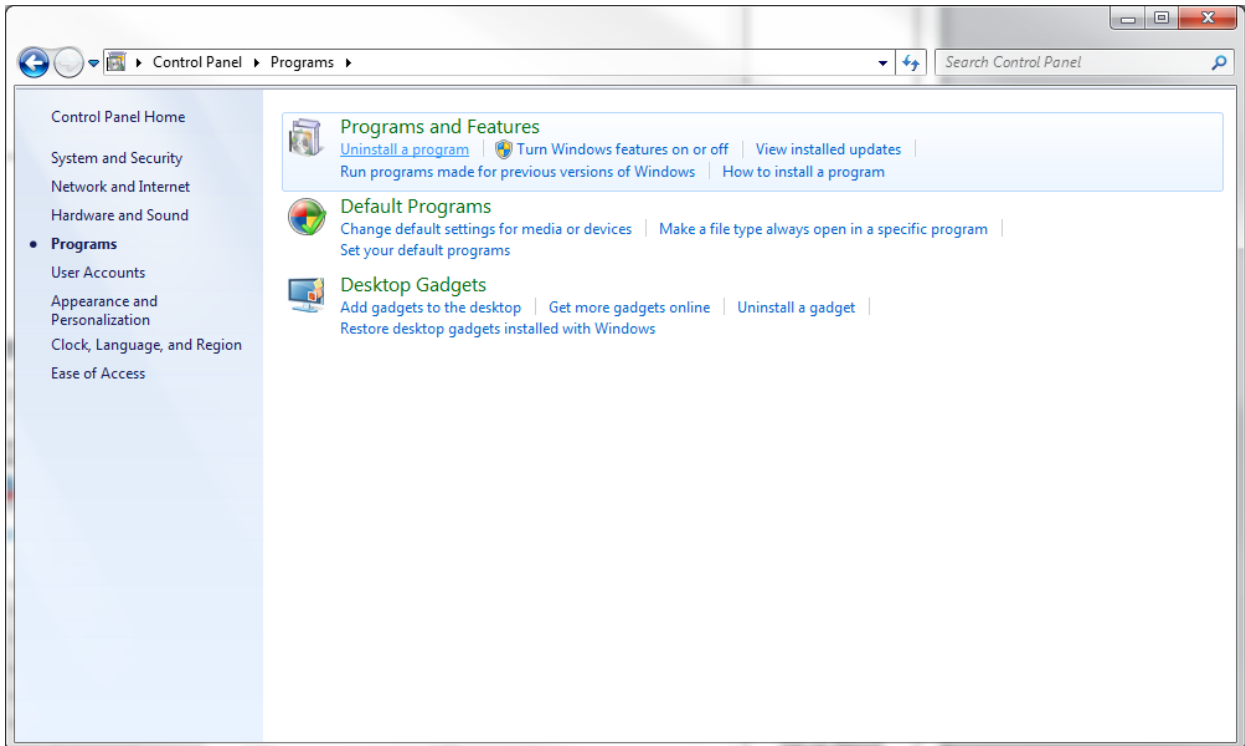 Control Panel Programs
Search Control Panel
Control Panel Home
System and Security
Network and Internet
Hardware and Sound
Programs
User Accounts
Appearance and
Personalization
Clock, Language, and Region
Ease of Access
Programs and Features
Uninstall a program Turn Windows features on or off View installed updates
Run programs made for previous versions of Windows How to install a program
Default Programs
Change default settings for media or devices Make a file type always open in a specific program
Set your default programs
Desktop Gadgets
Add gadgets to the desktop Get more gadgets online Uninstall a gadget
Restore desktop gadgets installed with Windows